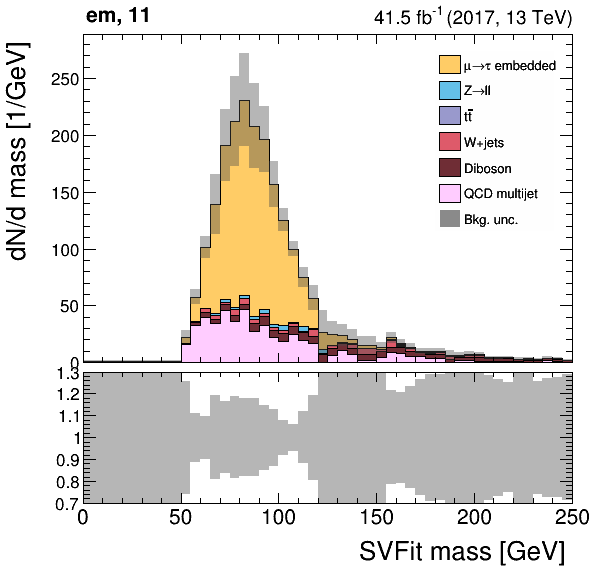 em, 11
41.5 fb⁻¹ (2017, 13 TeV)
dN/d mass [1/GeV]
250
200
150
100
50
0
μ→τ embedded
Z→ll
tt̄
W+jets
Diboson
QCD multijet
Bkg. unc.
1.3
1.2
1.1
1
0.9
0.8
0.7
0 50 100 150 200 250
SVFit mass [GeV]